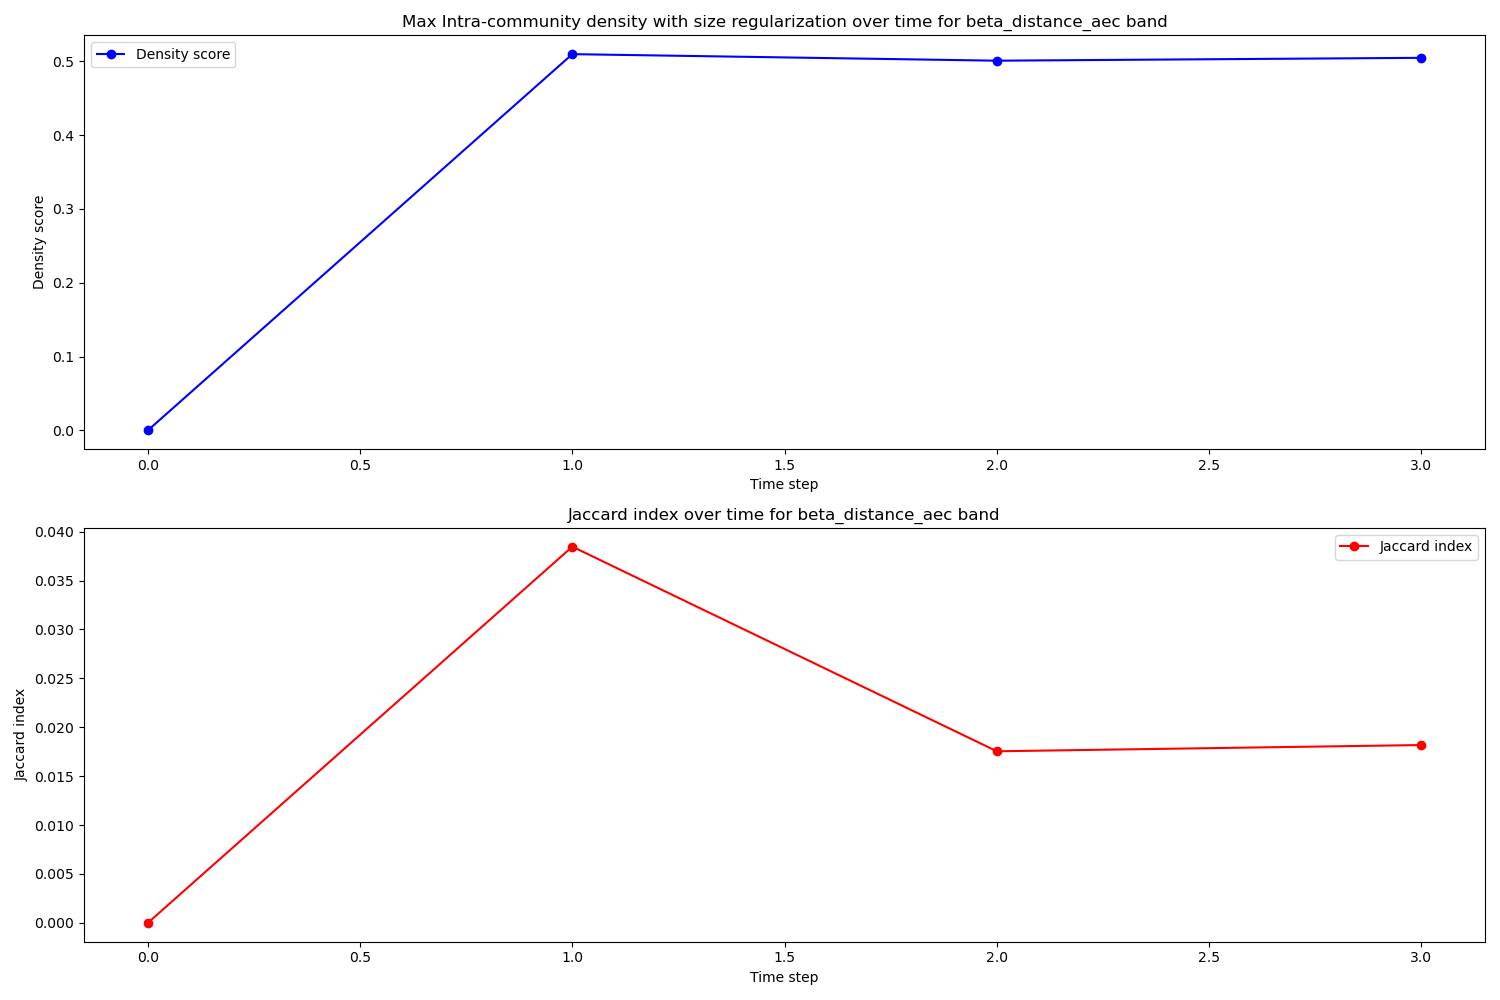 Max Intra-community density with size regularization over time for beta_distance_aec band
Density score
0.5
0.4
0.3
0.2
0.1
0.0
Density score
0.0 0.5 1.0 1.5 2.0 2.5 3.0
Time step
Jaccard index over time for beta_distance_aec band
Jaccard index
0.040
0.035
0.030
0.025
0.020
0.015
0.010
0.005
0.000
Jaccard index
0.0 0.5 1.0 1.5 2.0 2.5 3.0
Time step